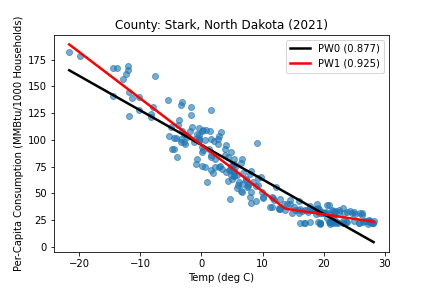 County: Stark, North Dakota (2021)
PW0 (0.877)
PW1 (0.925)
Per-Capita Consumption (MMBtu/1000 Households)
175
150
125
100
75
50
25
0
−20 −10 0 10 20 30
Temp (deg C)